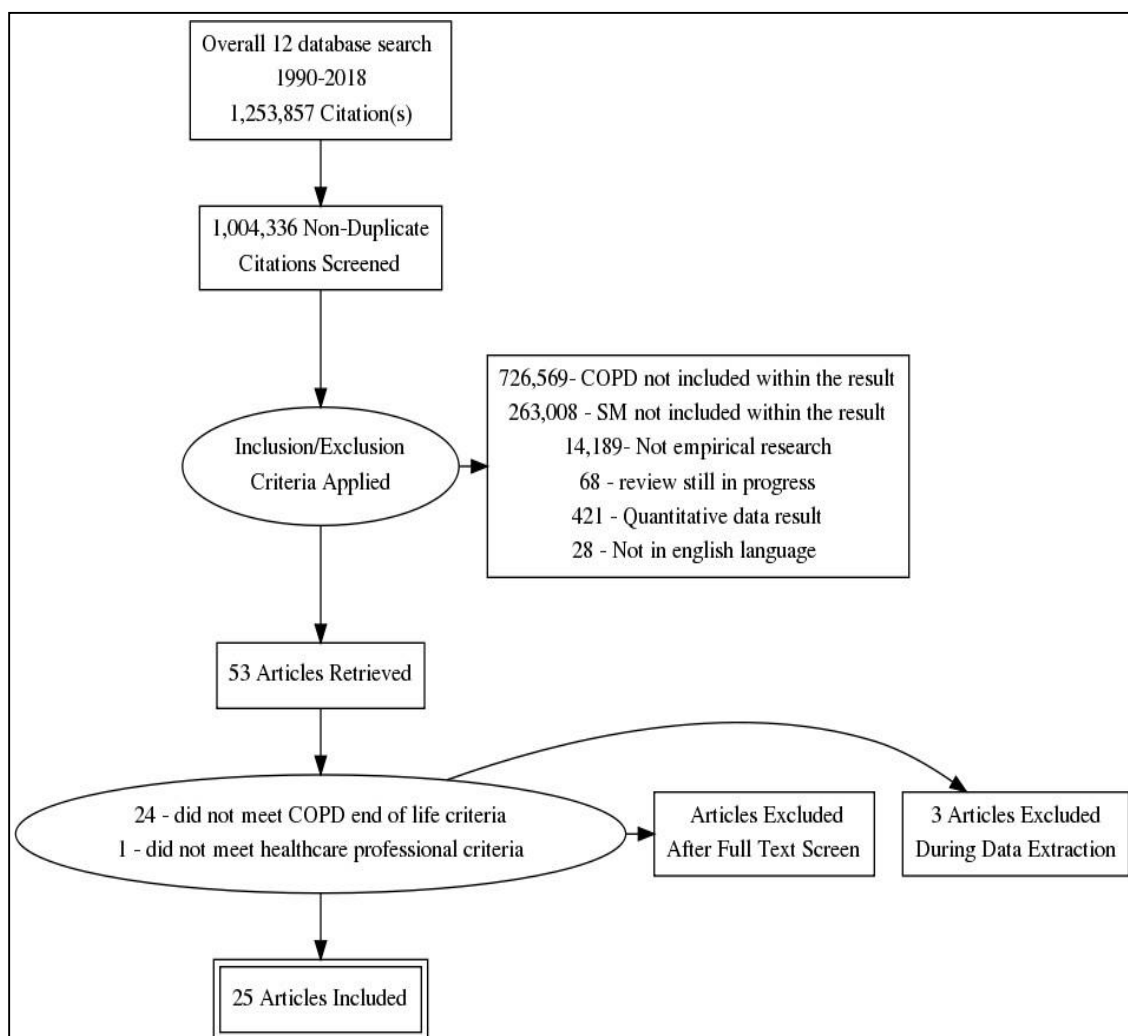 Overall 12 database search
1990-2018
1,253,857 Citation(s)
1,004,336 Non-Duplicate
Citations Screened
Inclusion/Exclusion
Criteria Applied
726,569- COPD not included within the result
263,008 - SM not included within the result
14,189- Not empirical research
68 - review still in progress
421 - Quantitative data result
28 - Not in english language
53 Articles Retrieved
24 - did not meet COPD end of life criteria
1 - did not meet healthcare professional criteria
Articles Excluded
After Full Text Screen
3 Articles Excluded
During Data Extraction
25 Articles Included